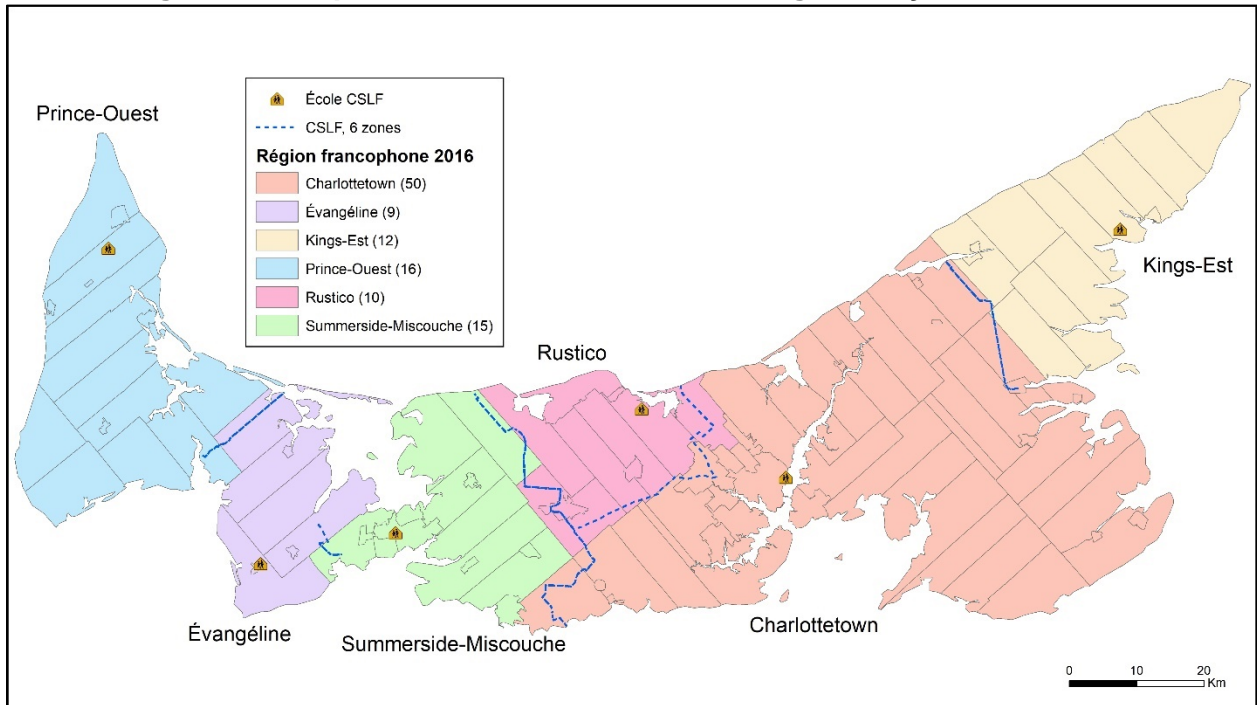 Prince-Ouest
École CSLF
CSLF, 6 zones
Région francophone 2016
Charlottetown (50)
Évangéline (9)
Kings-Est (12)
Prince-Ouest (16)
Rustico (10)
Summerside-Miscouche (15)
Kings-Est
Rustico
Évangéline
Summerside-Miscouche
Charlottetown
0 10 20
Km